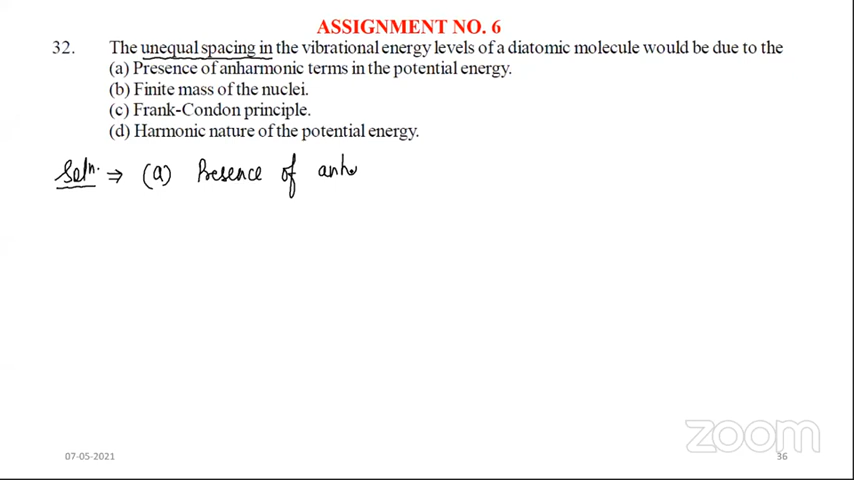 ASSIGNMENT NO. 6
32. The unequal spacing in the vibrational energy levels of a diatomic molecule would be due to the
(a) Presence of anharmonic terms in the potential energy.
(b) Finite mass of the nuclei.
(c) Frank-Condon principle.
(d) Harmonic nature of the potential energy.
Soln. ⇒ (a) Presence of anh
zoom
07-05-2021 36